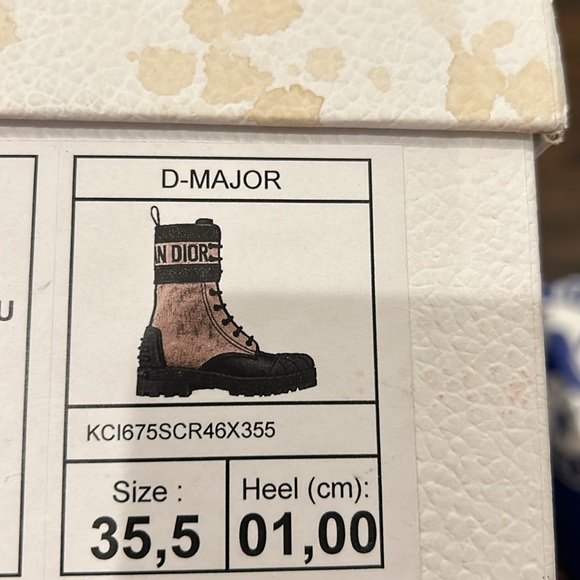 D-MAJOR
AN DIOR
U
KCI675SCR46X355
Size :
Heel (cm):
35,5
01,00